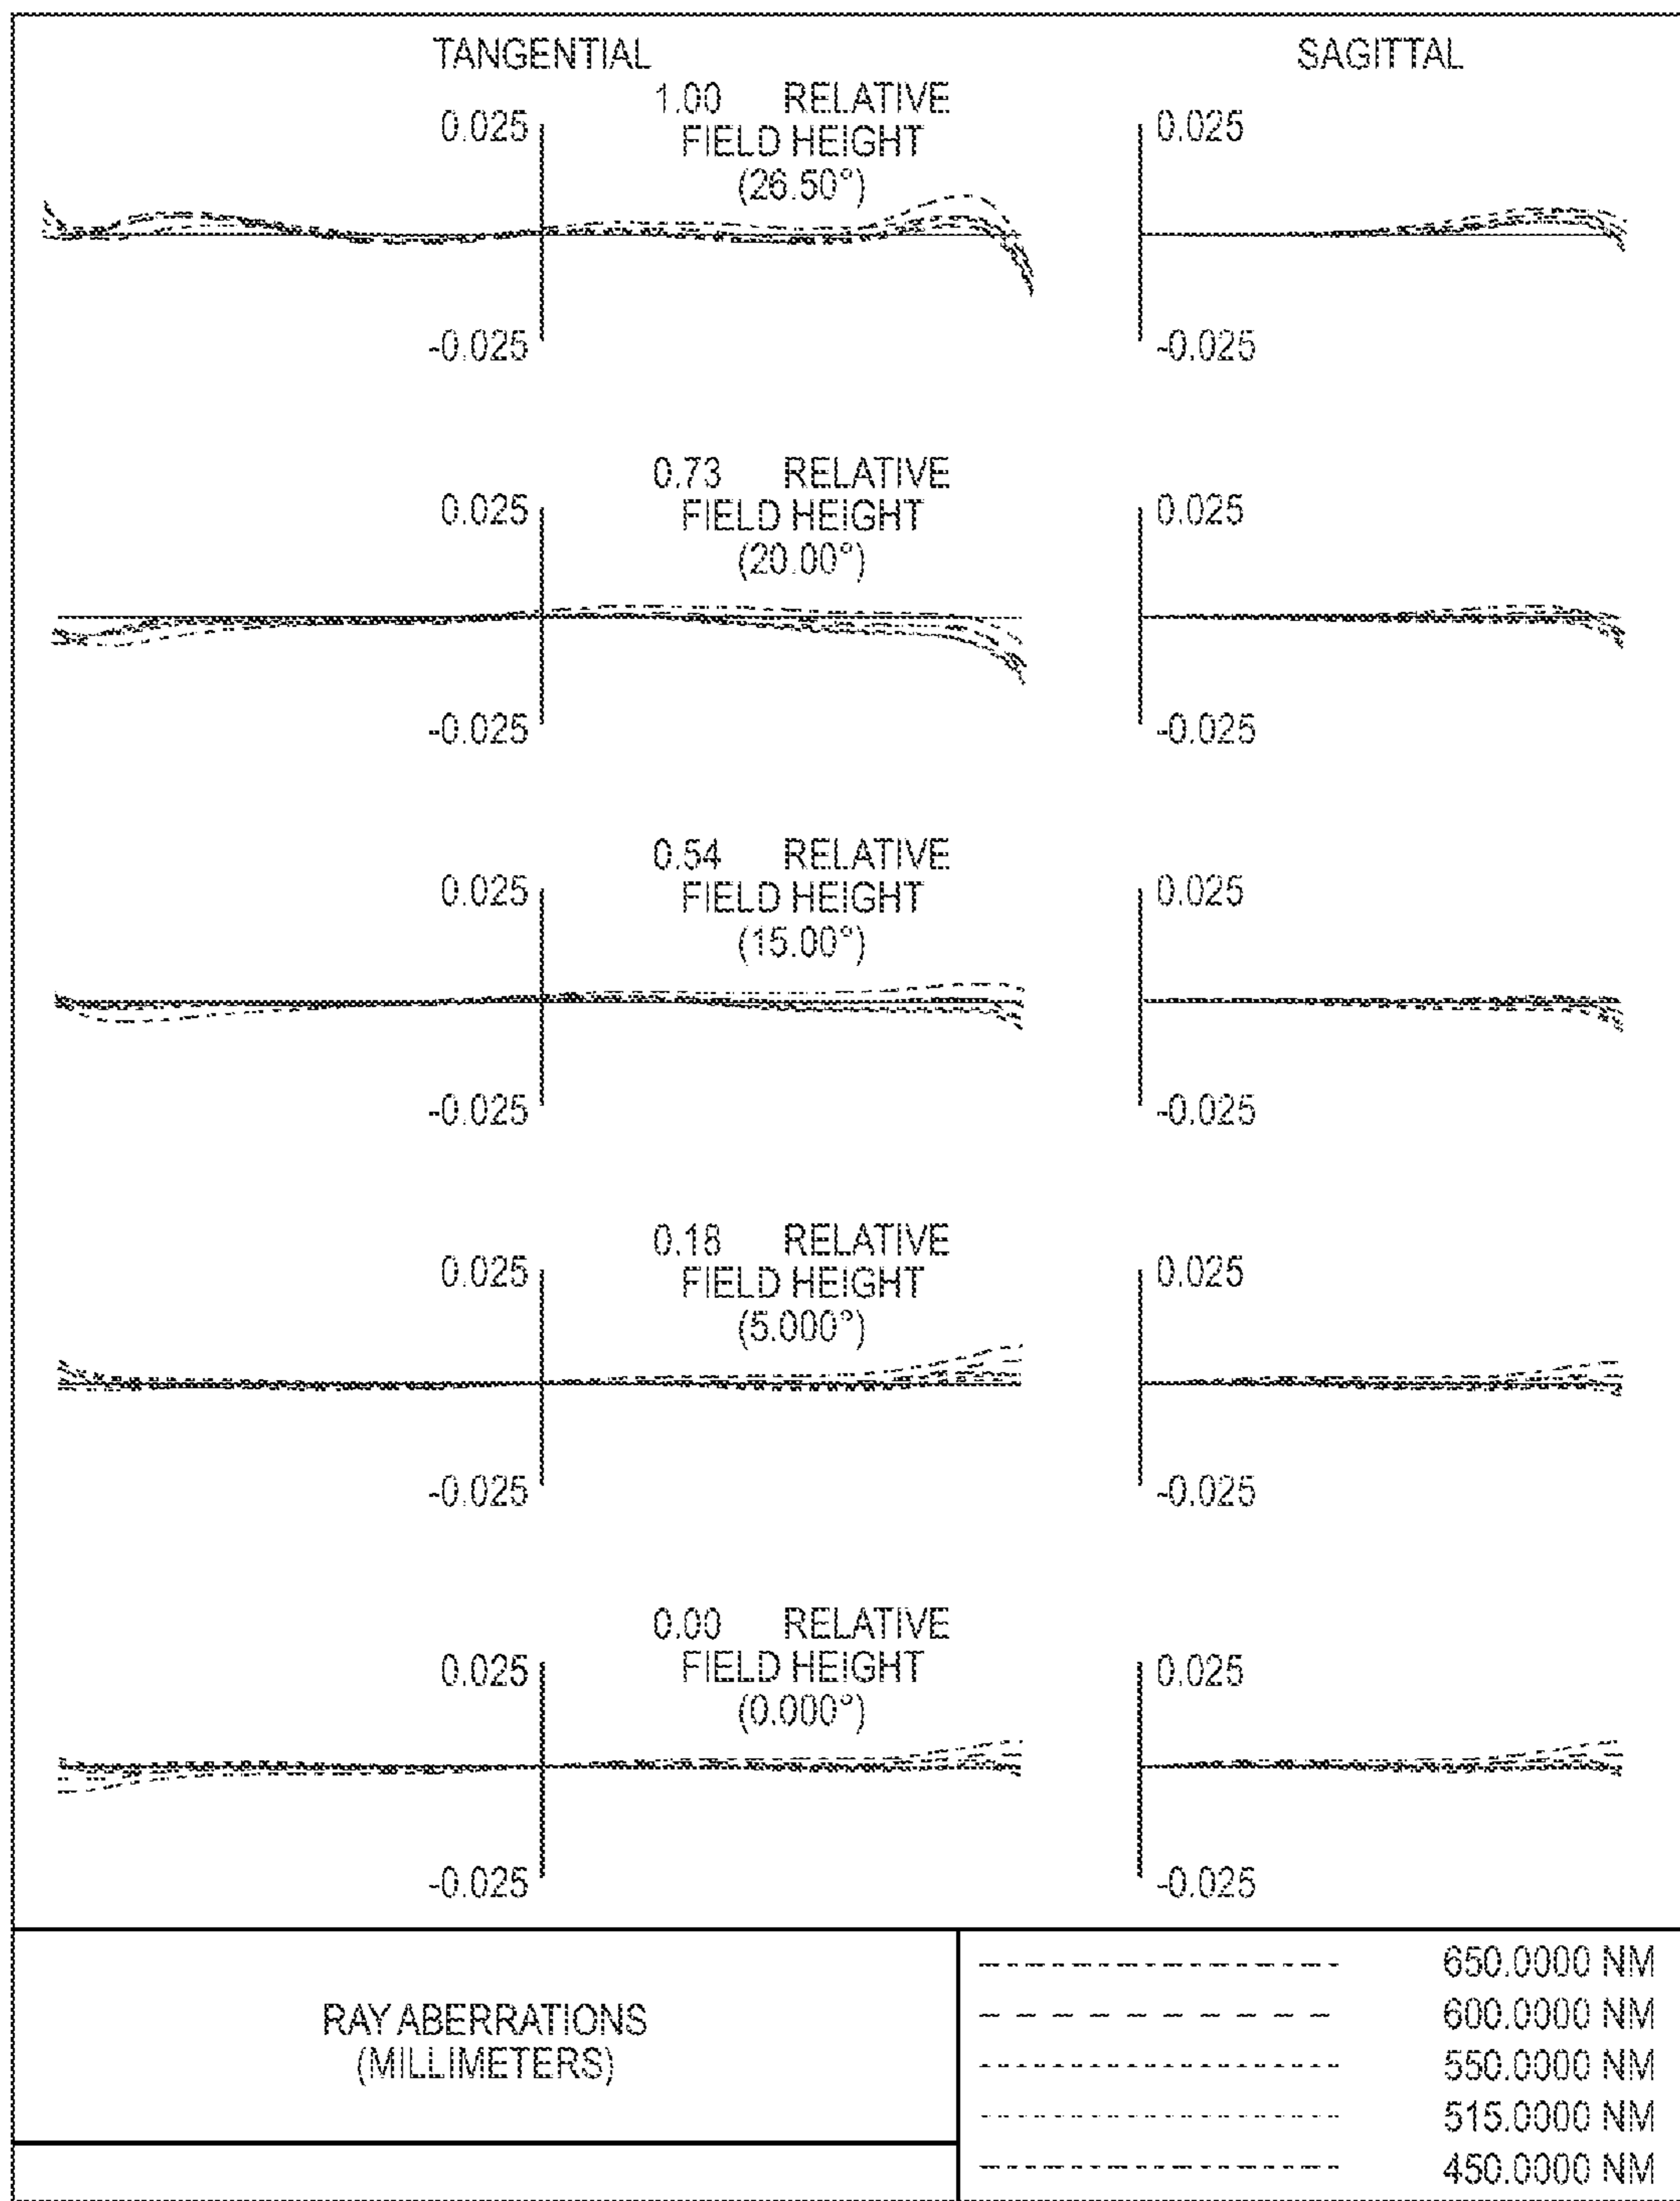 TANGENTIAL
SAGITTAL
1.00 RELATIVE
FIELD HEIGHT
(26.50°)
0.025
-0.025
0.025
-0.025
0.73 RELATIVE
FIELD HEIGHT
(20.00°)
0.025
-0.025
0.025
-0.025
0.54 RELATIVE
FIELD HEIGHT
(15.00°)
0.025
-0.025
0.025
-0.025
0.18 RELATIVE
FIELD HEIGHT
(5.000°)
0.025
-0.025
0.025
-0.025
0.00 RELATIVE
FIELD HEIGHT
(0.000°)
0.025
-0.025
0.025
-0.025
RAY ABERRATIONS
(MILLIMETERS)
650.0000 NM
600.0000 NM
550.0000 NM
515.0000 NM
450.0000 NM